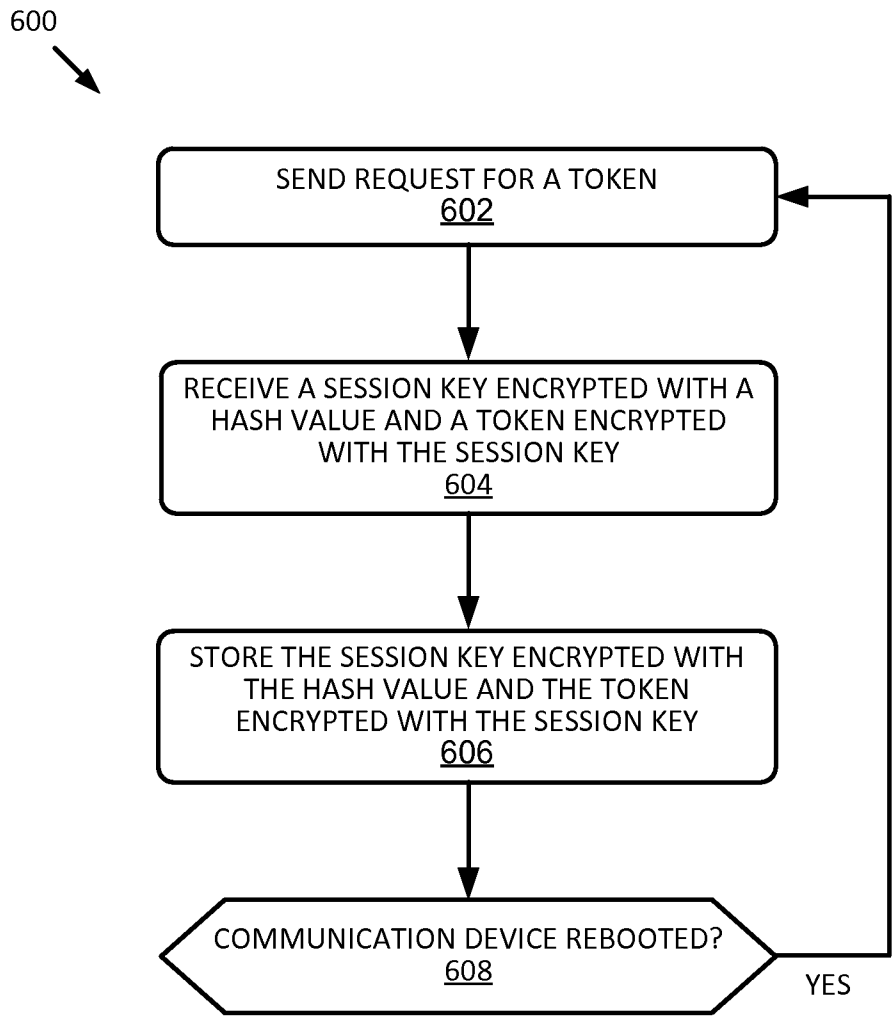 600
SEND REQUEST FOR A TOKEN
602
RECEIVE A SESSION KEY ENCRYPTED WITH A
HASH VALUE AND A TOKEN ENCRYPTED
WITH THE SESSION KEY
604
STORE THE SESSION KEY ENCRYPTED WITH
THE HASH VALUE AND THE TOKEN
ENCRYPTED WITH THE SESSION KEY
606
COMMUNICATION DEVICE REBOOTED?
608
YES